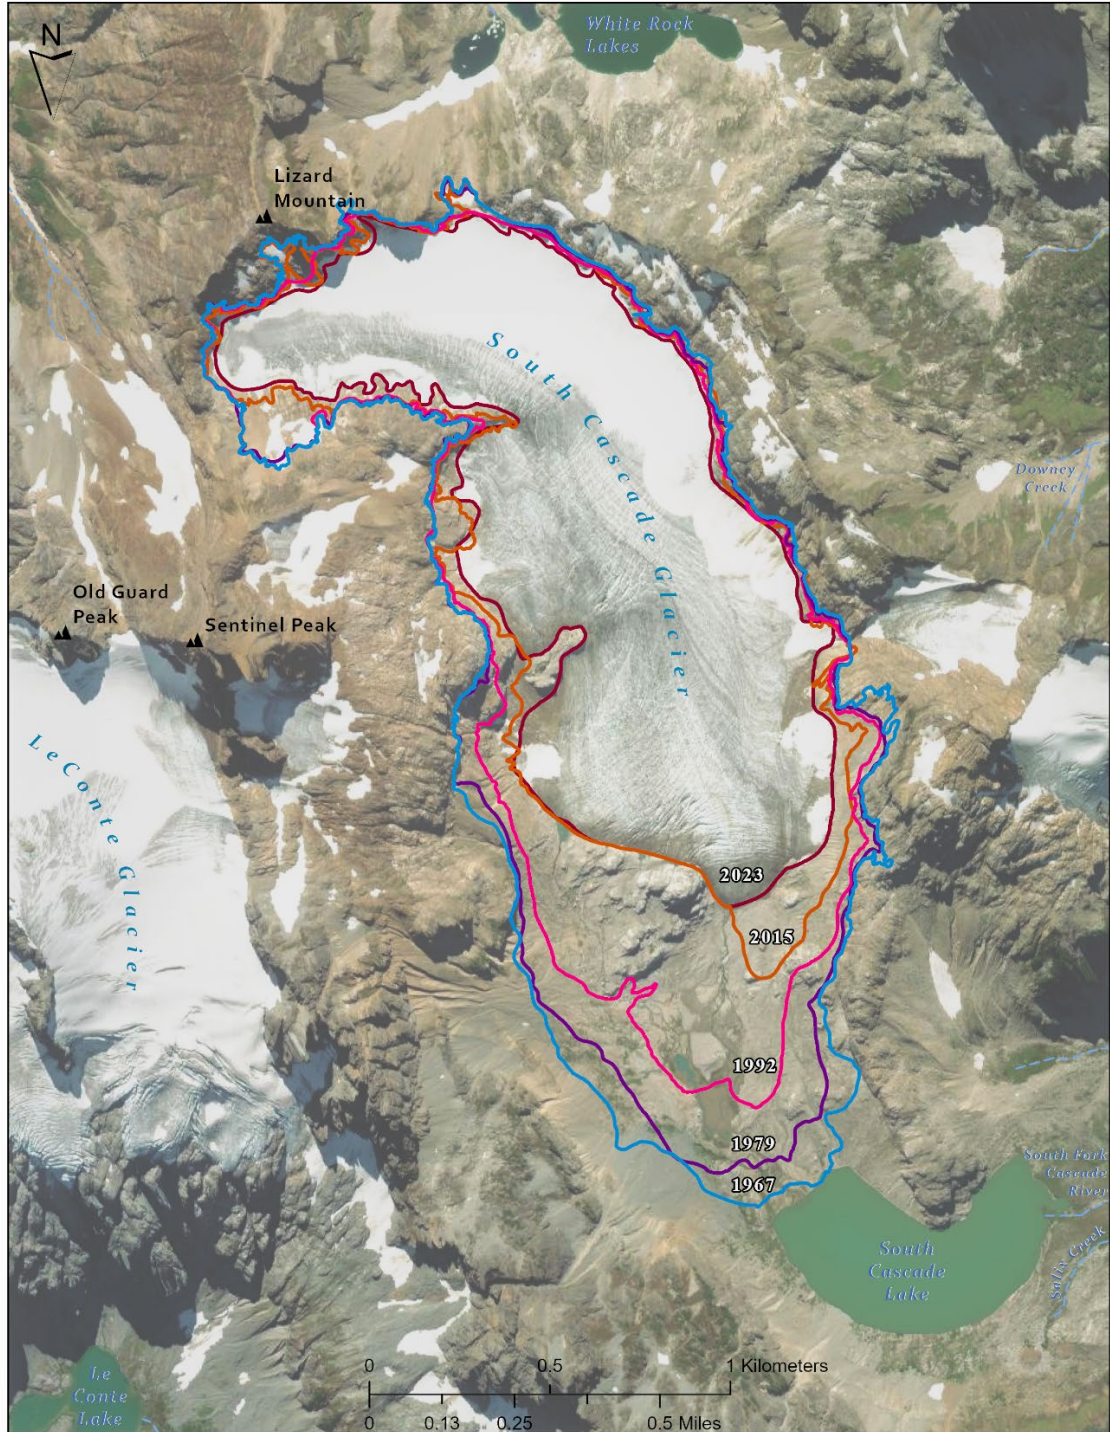 White Rock
Lakes
N
Lizard
Mountain
South Cascade Glacier
Downey
Creek
Old Guard
Peak
Sentinel Peak
LeConte Glacier
2023
2015
1992
1979
1967
South Fork
Cascade
River
South
Cascade
Lake
Salix Creek
Le
Conte
Lake
0 0.5 1 Kilometers
0 0.13 0.25 0.5 Miles